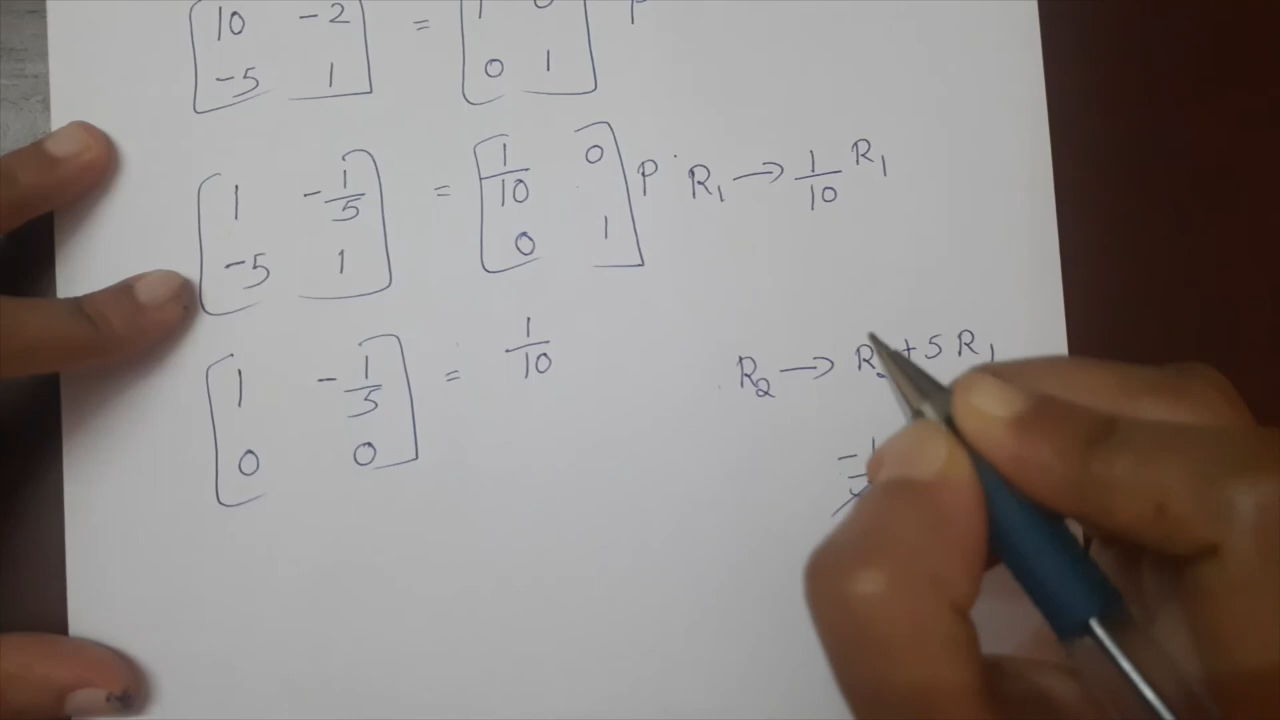 10 -2 = 1 0 P
-5 1 0 1
1 -1/5 = 1/10 0 P R₁ → 1/10 R₁
-5 1 0 1
1 -1/5 = 1/10 R₂ → R₂ + 5 R₁
0 0